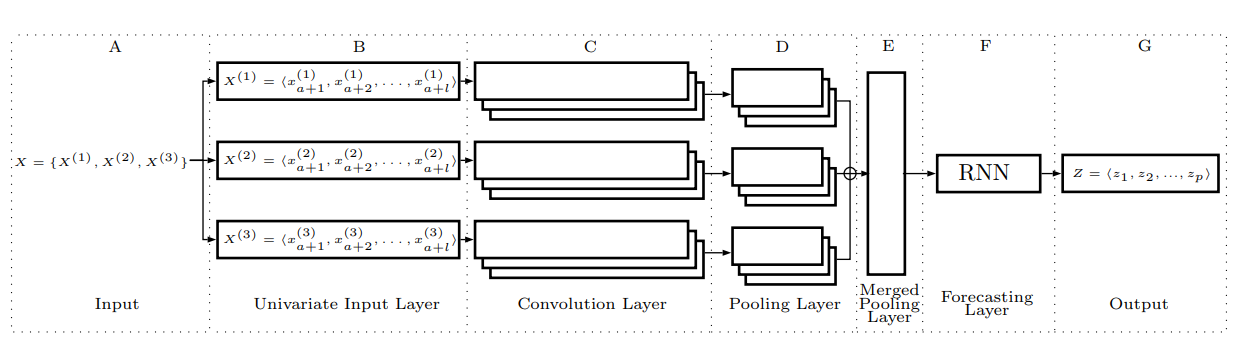 A B C D E F G
X^{(1)} = ⟨x^{(1)}_{a+1}, x^{(1)}_{a+2}, . . . , x^{(1)}_{a+l}⟩
X = {X^{(1)}, X^{(2)}, X^{(3)}}
X^{(2)} = ⟨x^{(2)}_{a+1}, x^{(2)}_{a+2}, . . . , x^{(2)}_{a+l}⟩
RNN
Z = ⟨z_1, z_2, ..., z_p⟩
X^{(3)} = ⟨x^{(3)}_{a+1}, x^{(3)}_{a+2}, . . . , x^{(3)}_{a+l}⟩
Input
Univariate Input Layer
Convolution Layer
Pooling Layer
Merged
Pooling
Layer
Forecasting
Layer
Output